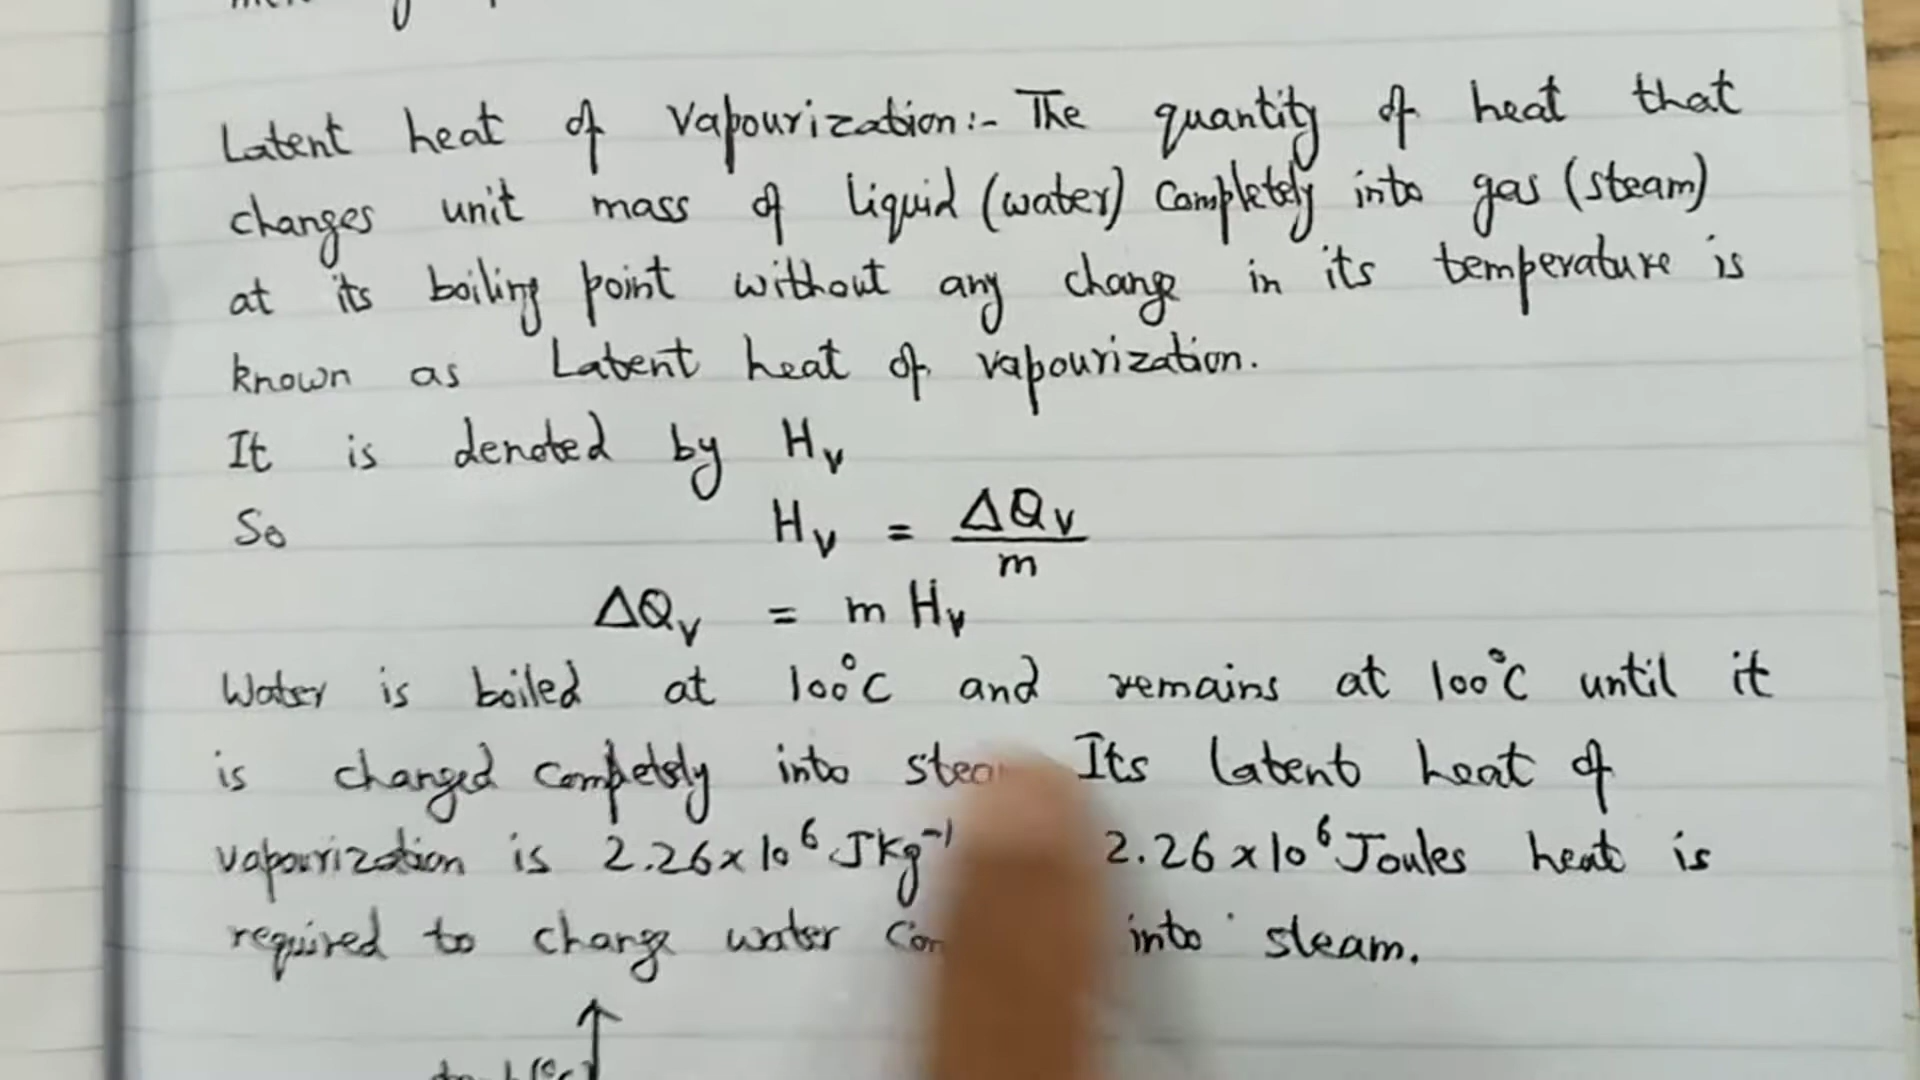 Latent heat of vapourization:- The quantity of heat that
changes unit mass of liquid (water) completely into gas (steam)
at its boiling point without any change in its temperature is
known as Latent heat of vapourization.
It is denoted by Hv
So Hv = ΔQv / m
ΔQv = m Hv
Water is boiled at 100°C and remains at 100°C until it
is changed completely into Its latent heat of
vapourization is 2.26x10⁶ Jkg⁻¹ 2.26x10⁶ Joules heat is
required to change water into steam.